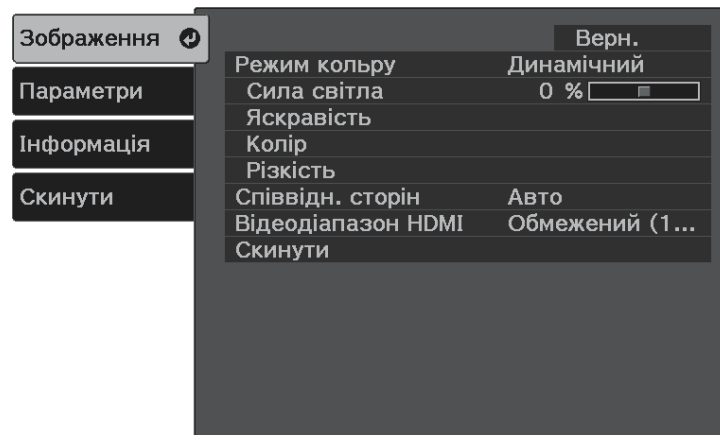 Зображення
Параметри
Інформація
Скинути
Верн.
Режим кольру Динамічний
Сила світла 0 %
Яскравість
Колір
Різкість
Співвідн. сторін Авто
Відеодіапазон HDMI Обмежений (1...
Скинути